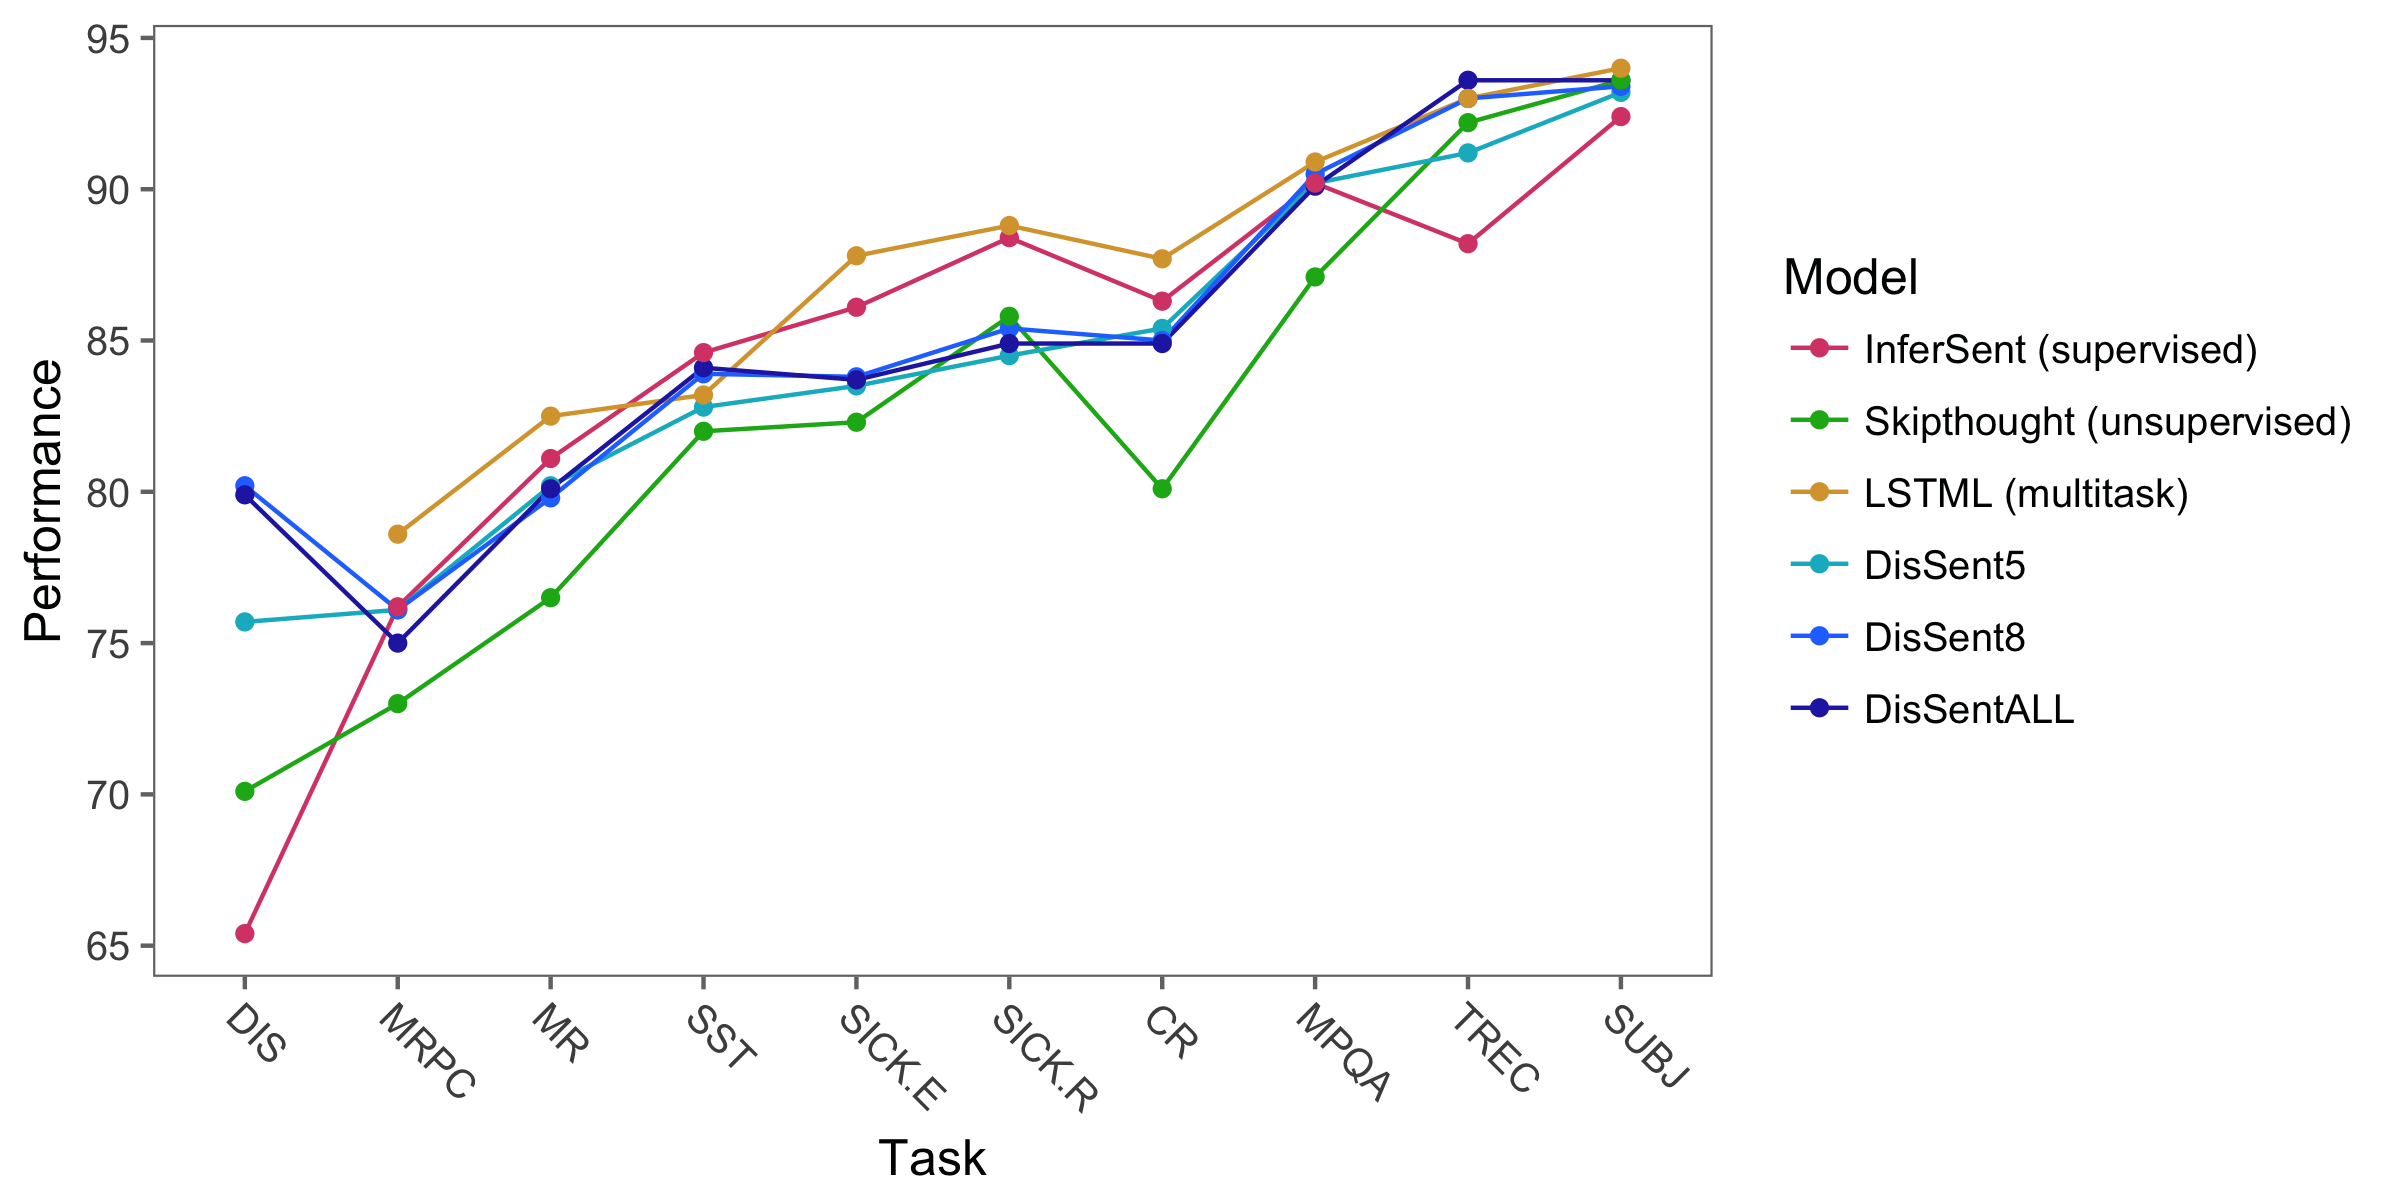 95
90
85
80
75
70
65
Performance
DIS
MRPC
MR
SST
SICK.E
SICK.R
CR
MPQA
TREC
SUBJ
Task
Model
InferSent (supervised)
Skipthought (unsupervised)
LSTML (multitask)
DisSent5
DisSent8
DisSentALL